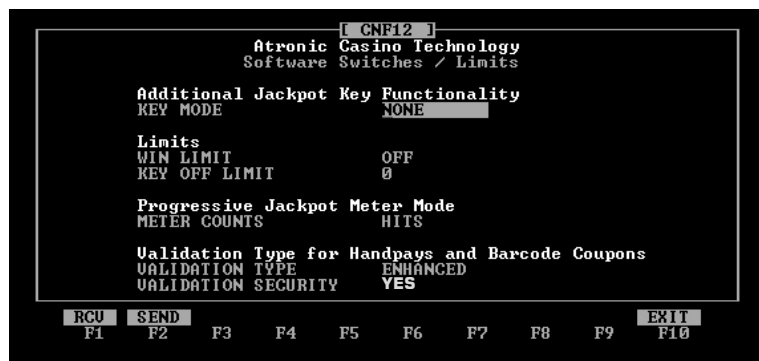 [ CNF12 ]
Atronic Casino Technology
Software Switches / Limits
Additional Jackpot Key Functionality
KEY MODE NONE
Limits
WIN LIMIT OFF
KEY OFF LIMIT 0
Progressive Jackpot Meter Mode
METER COUNTS HITS
Validation Type for Handpays and Barcode Coupons
VALIDATION TYPE ENHANCED
VALIDATION SECURITY YES
RCV SEND EXIT
F1 F2 F3 F4 F5 F6 F7 F8 F9 F10